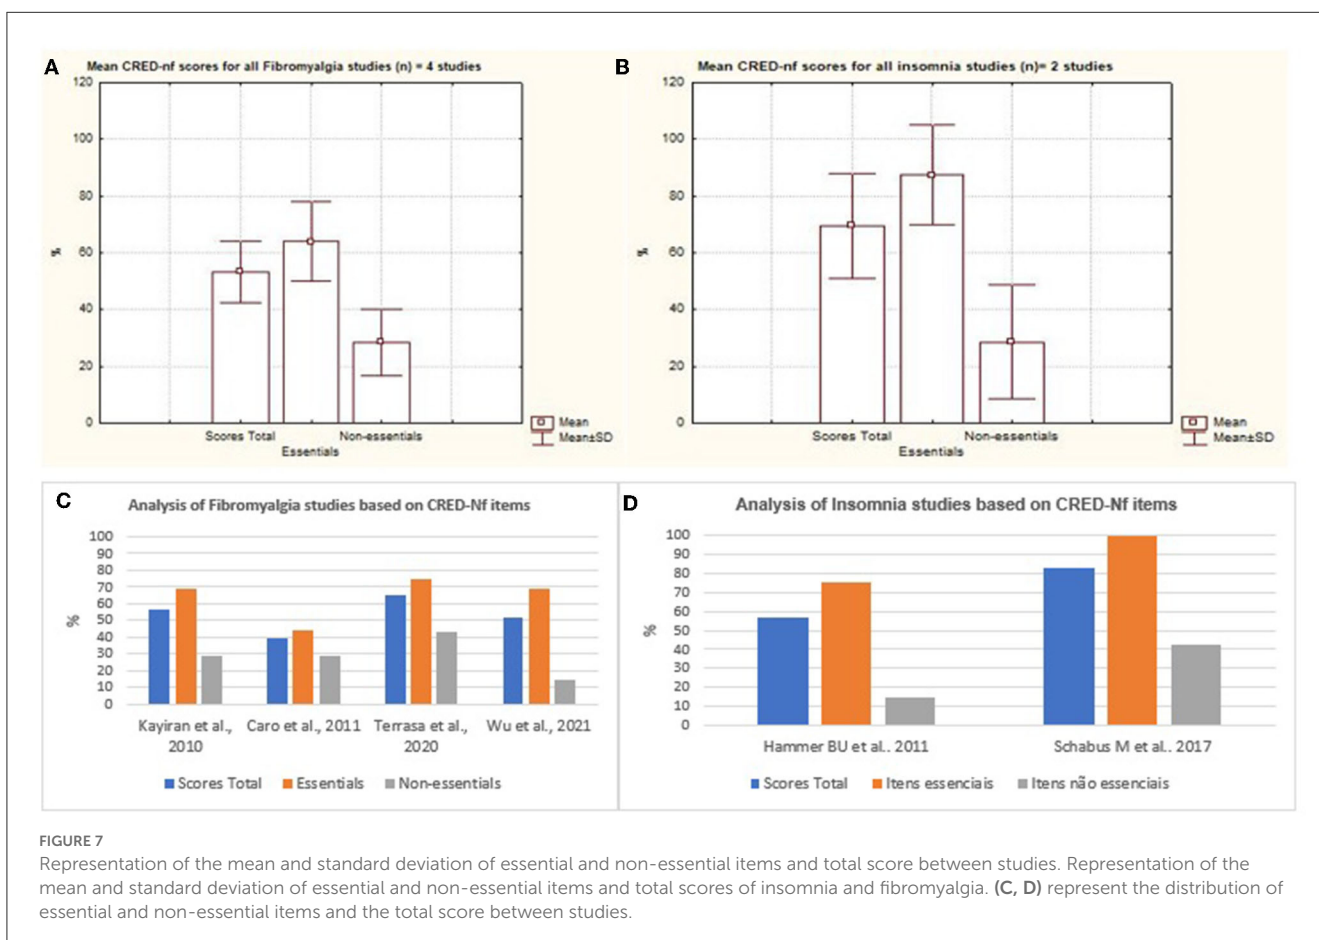 A
Mean CRED-nf scores for all Fibromyalgia studies (n) = 4 studies
120
100
80
60
40
20
0
%
Scores Total
Essentials
Non-essentials
Mean
Mean±SD
B
Mean CRED-nf scores for all insomnia studies (n)= 2 studies
120
100
80
60
40
20
0
%
Scores Total
Essentials
Non-essentials
Mean
Mean±SD
C
Analysis of Fibromyalgia studies based on CRED-Nf items
100
90
80
70
60
50
40
30
20
10
0
%
Kayiran et al.,
2010
Caro et al., 2011
Terrasa et al.,
2020
Wu et al., 2021
Scores Total
Essentials
Non-essentials
D
Analysis of Insomnia studies based on CRED-Nf items
100
90
80
70
60
50
40
30
20
10
0
%
Hammer BU et al.. 2011
Schabus M et al.. 2017
Scores Total
Itens essenciais
Itens não essenciais
FIGURE 7
Representation of the mean and standard deviation of essential and non-essential items and total score between studies. Representation of the
mean and standard deviation of essential and non-essential items and total scores of insomnia and fibromyalgia. (C, D) represent the distribution of
essential and non-essential items and the total score between studies.